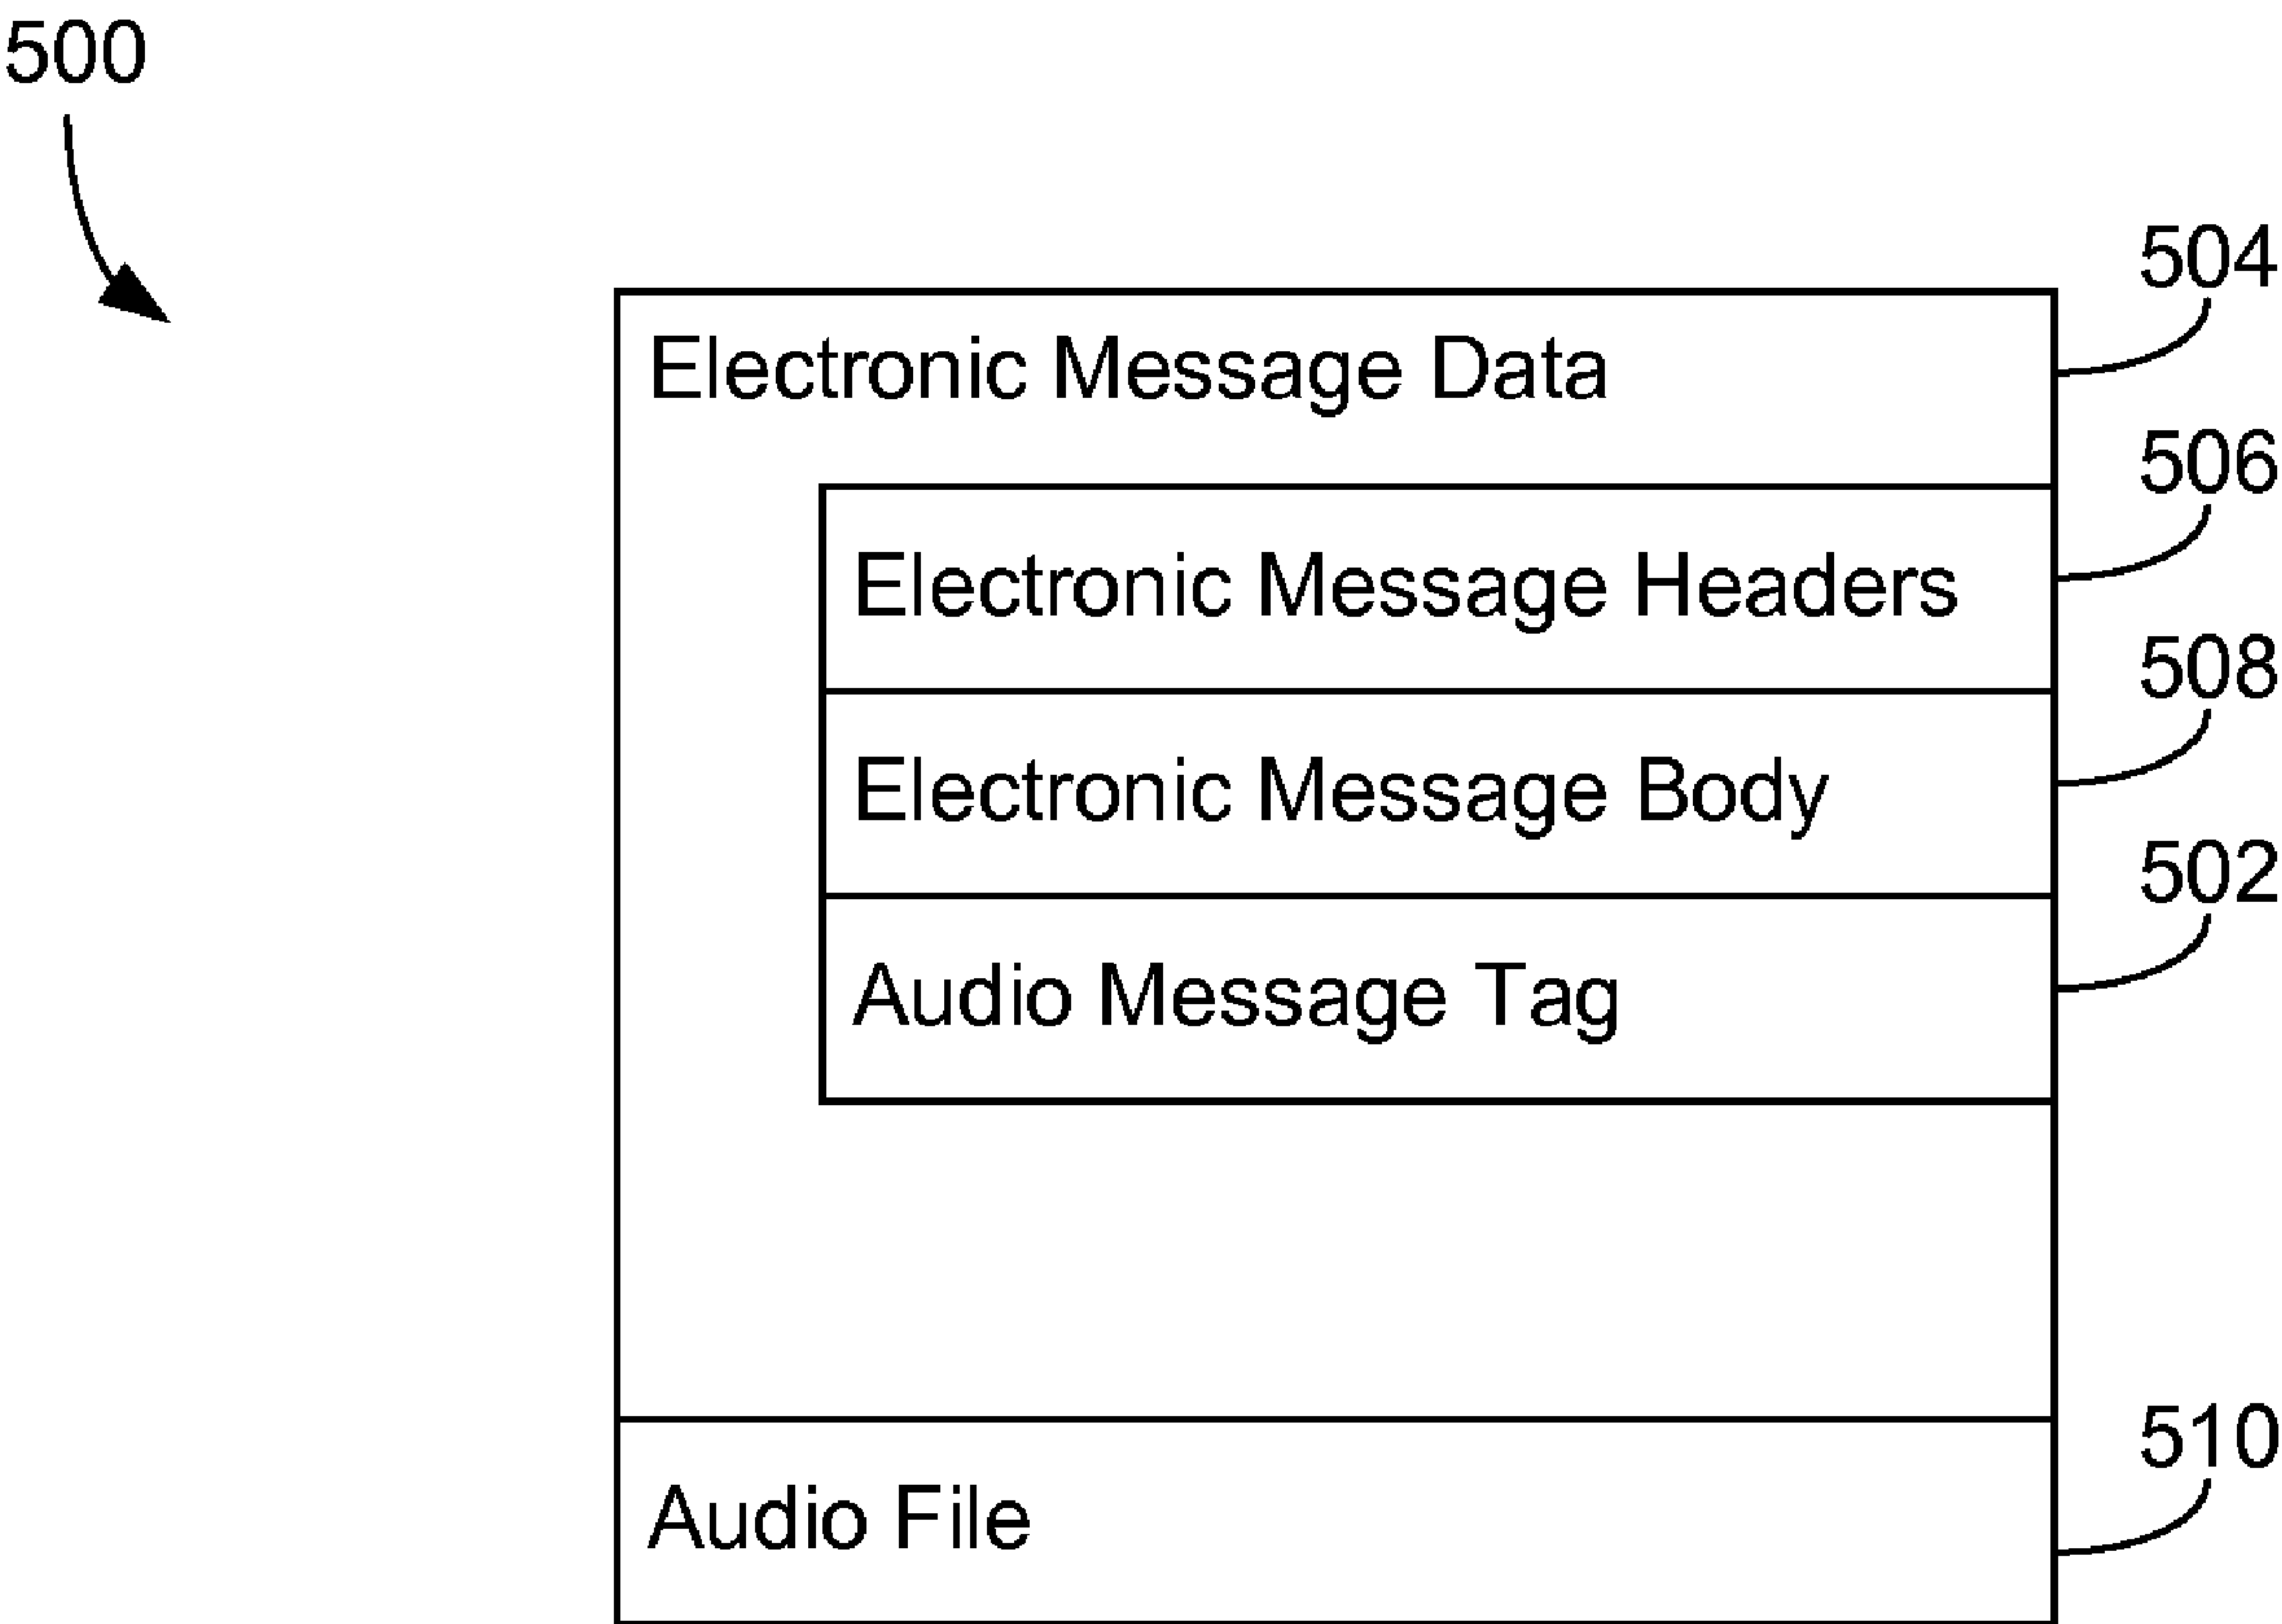 500
504
Electronic Message Data
506
Electronic Message Headers
508
Electronic Message Body
502
Audio Message Tag
510
Audio File